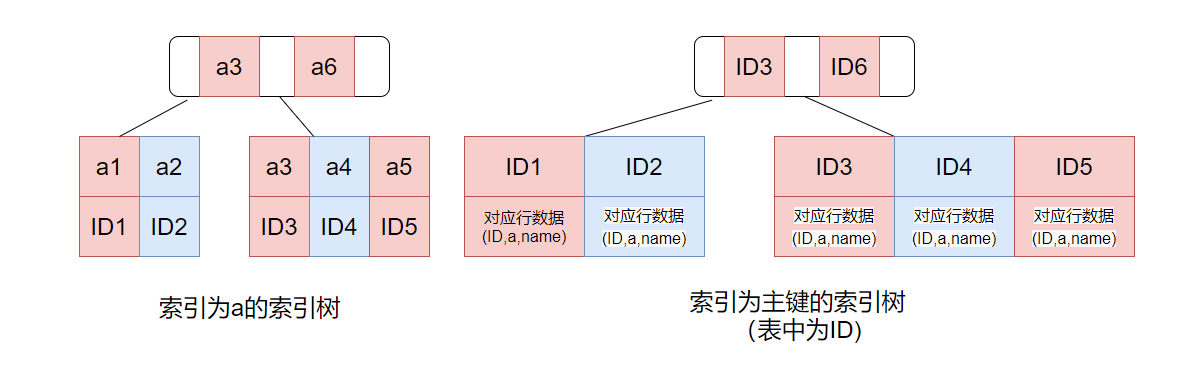 a3 a6
a1 a2
ID1 ID2
a3 a4 a5
ID3 ID4 ID5
索引为a的索引树
ID3 ID6
ID1 ID2
对应行数据 对应行数据
(ID,a,name) (ID,a,name)
ID3 ID4 ID5
对应行数据 对应行数据 对应行数据
(ID,a,name) (ID,a,name) (ID,a,name)
索引为主键的索引树
（表中为ID)